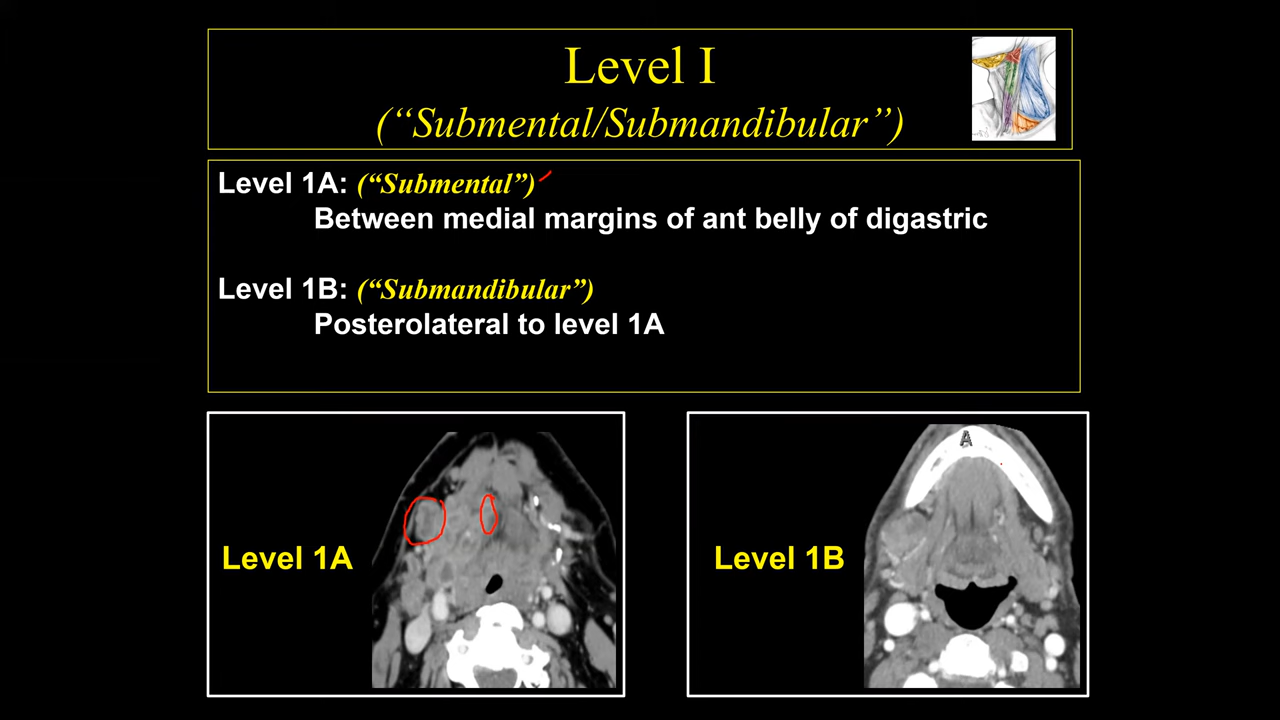 Level I
(“Submental/Submandibular”)
Level 1A: (“Submental”)
Between medial margins of ant belly of digastric
Level 1B: (“Submandibular”)
Posterolateral to level 1A
Level 1A
Level 1B
A